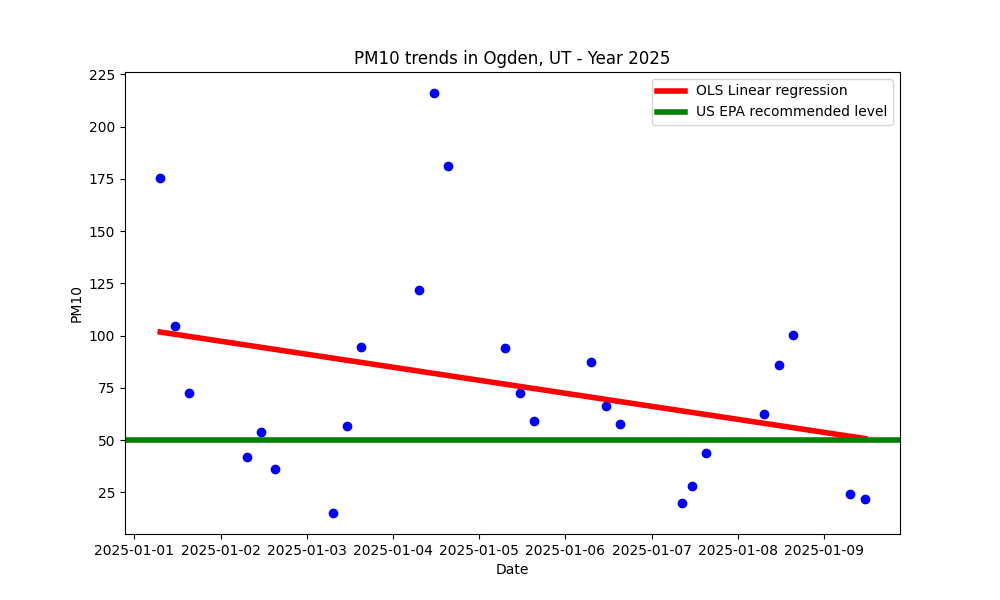 PM10 trends in Ogden, UT - Year 2025
OLS Linear regression
US EPA recommended level
225
200
175
150
125
100
75
50
25
PM10
2025-01-01 2025-01-02 2025-01-03 2025-01-04 2025-01-05 2025-01-06 2025-01-07 2025-01-08 2025-01-09
Date